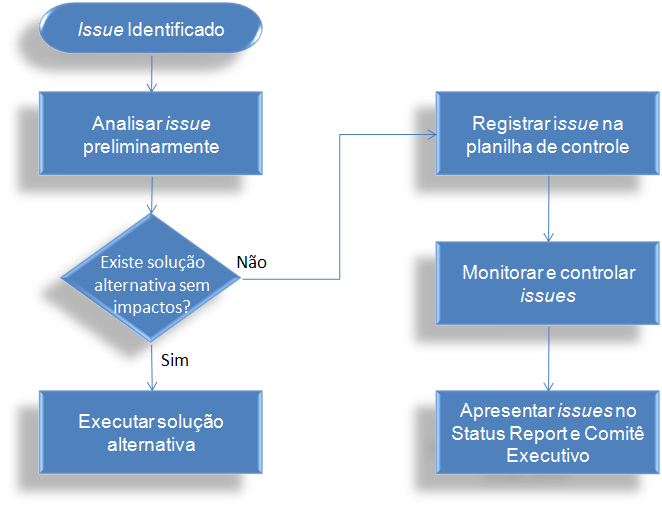 Issue Identificado
Analisar issue
preliminarmente
Existe solução
alternativa sem
impactos?
Não
Sim
Executar solução
alternativa
Registrar issue na
planilha de controle
Monitorar e controlar
issues
Apresentar issues no
Status Report e Comitê
Executivo